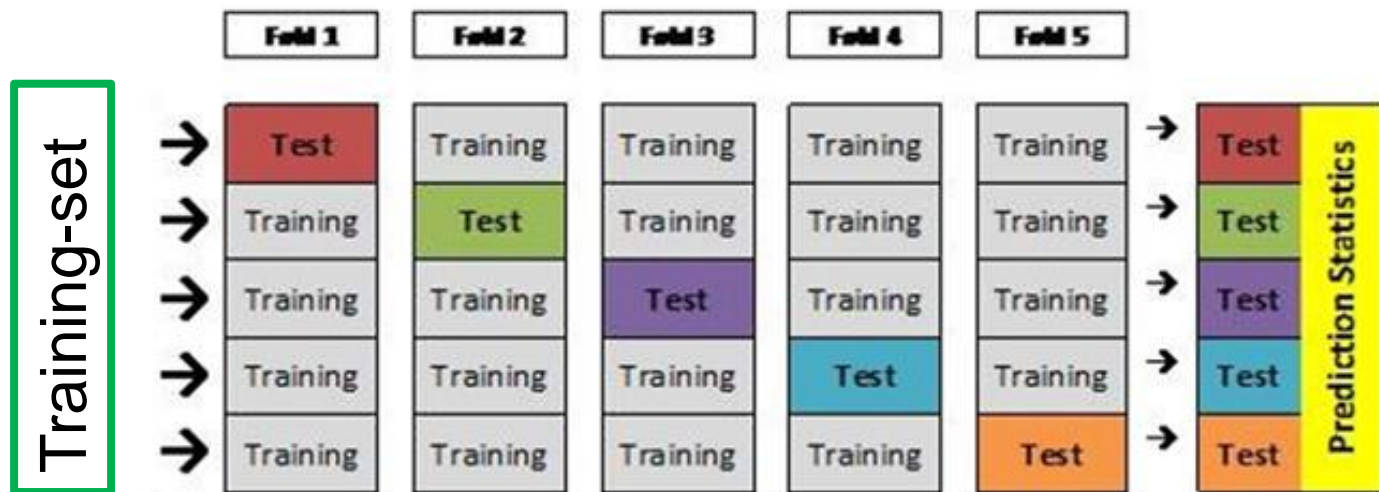 Fold 1 Fold 2 Fold 3 Fold 4 Fold 5
Training-set
Test Training Training Training Training Test
Training Test Training Training Training Test
Training Training Test Training Training Test
Training Training Training Test Training Test
Training Training Training Training Test Test
Prediction Statistics